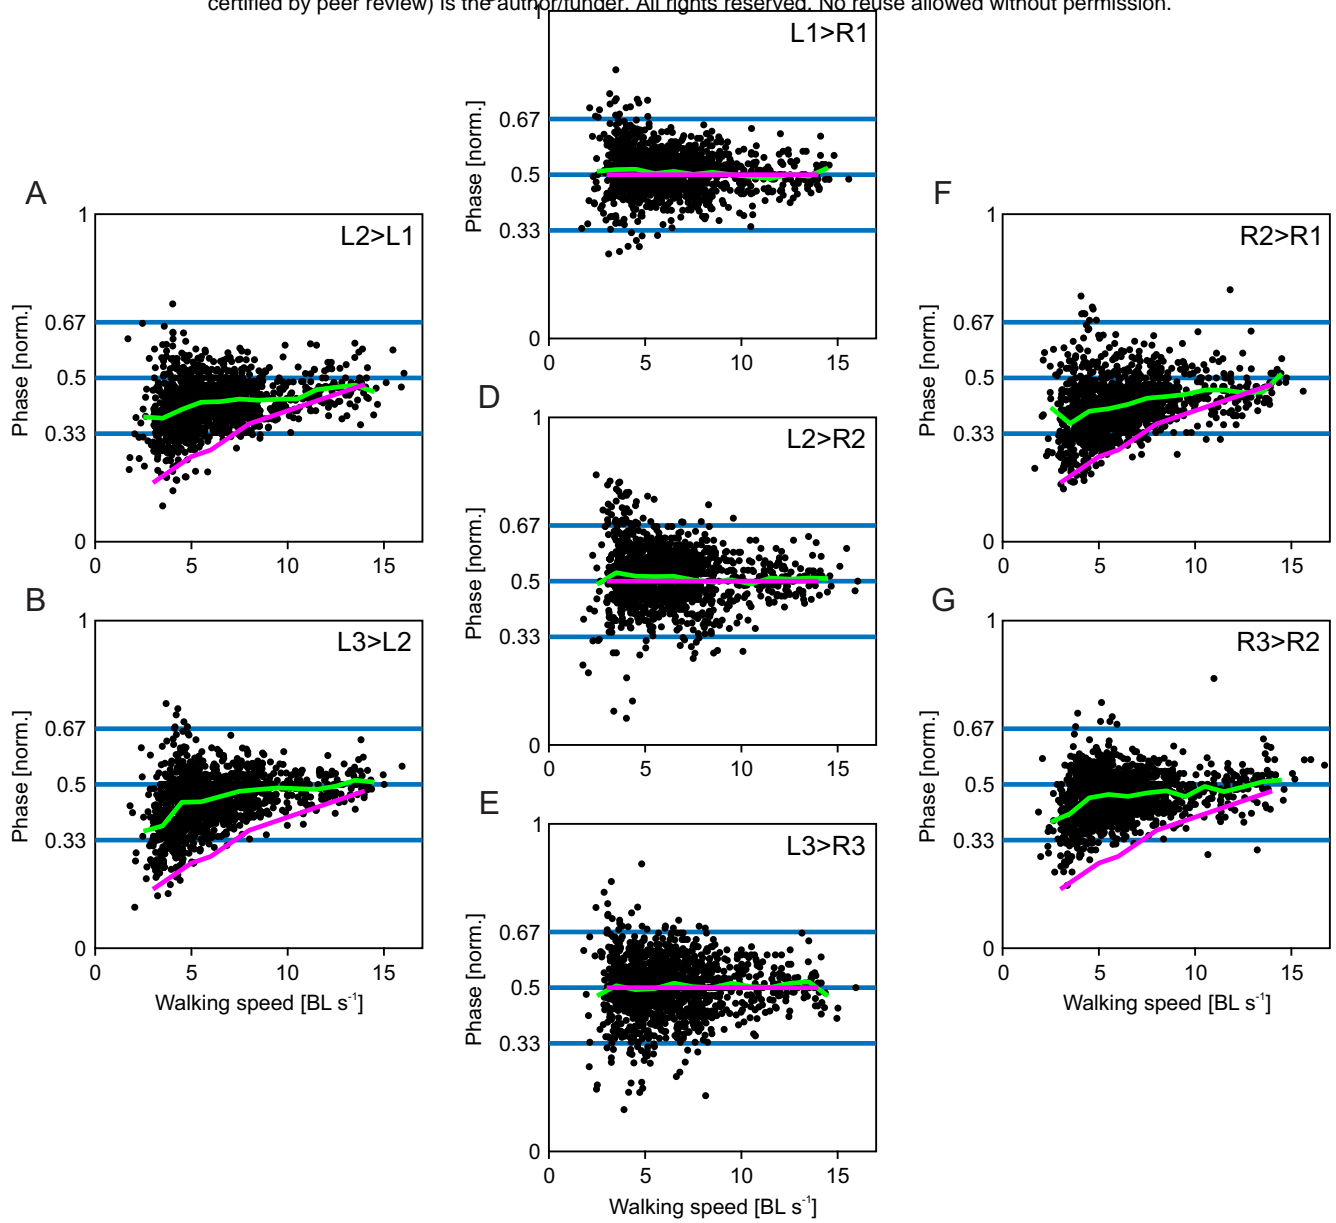 certified by peer review) is the author/funder. All rights reserved. No reuse allowed without permission.
L1>R1
1
0.67
0.5
0.33
0
Phase [norm.]
5
10
15
0
A
L2>L1
1
0.67
0.5
0.33
0
Phase [norm.]
0
5
10
15
F
R2>R1
1
0.67
0.5
0.33
0
Phase [norm.]
0
5
10
15
D
L2>R2
1
0.67
0.5
0.33
0
Phase [norm.]
0
5
10
15
B
L3>L2
1
0.67
0.5
0.33
0
Phase [norm.]
0
5
10
15
Walking speed [BL s⁻¹]
G
R3>R2
1
0.67
0.5
0.33
0
Phase [norm.]
0
5
10
15
Walking speed [BL s⁻¹]
E
L3>R3
1
0.67
0.5
0.33
0
Phase [norm.]
0
5
10
15
Walking speed [BL s⁻¹]